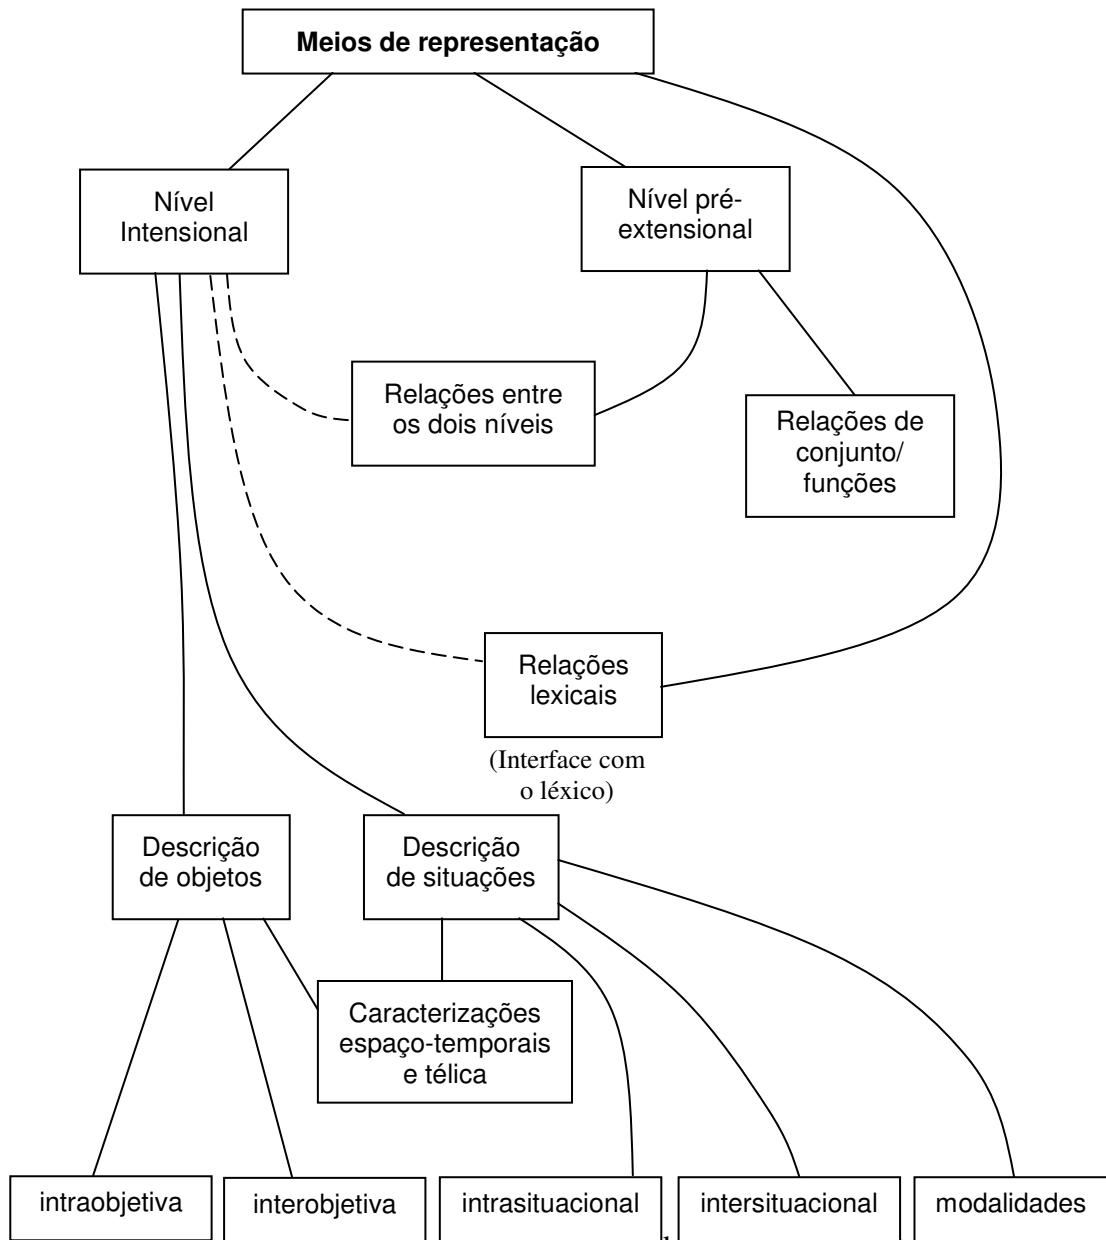 Meios de representação
Nível
Intensional
Nível pré-
extensional
Relações entre
os dois níveis
Relações de
conjunto/
funções
Relações
lexicais
(Interface com
o léxico)
Descrição
de objetos
Descrição
de situações
Caracterizações
espaço-temporais
e télica
intraobjetiva
interobjetiva
intrasituacional
intersituacional
modalidades